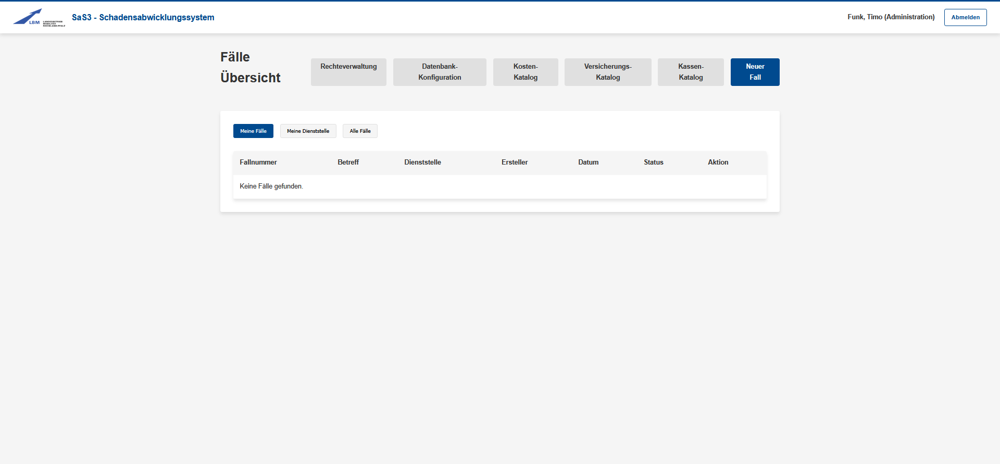 LBM
LANDESBETRIEB
MOBILITÄT
RHEINLAND-PFALZ
SaS3 - Schadensabwicklungssystem
Funk, Timo (Administration)
Abmelden
Fälle
Übersicht
Rechteverwaltung
Datenbank-
Konfiguration
Kosten-
Katalog
Versicherungs-
Katalog
Kassen-
Katalog
Neuer
Fall
Meine Fälle
Meine Dienststelle
Alle Fälle
Fallnummer Betreff Dienststelle Ersteller Datum Status Aktion
Keine Fälle gefunden.